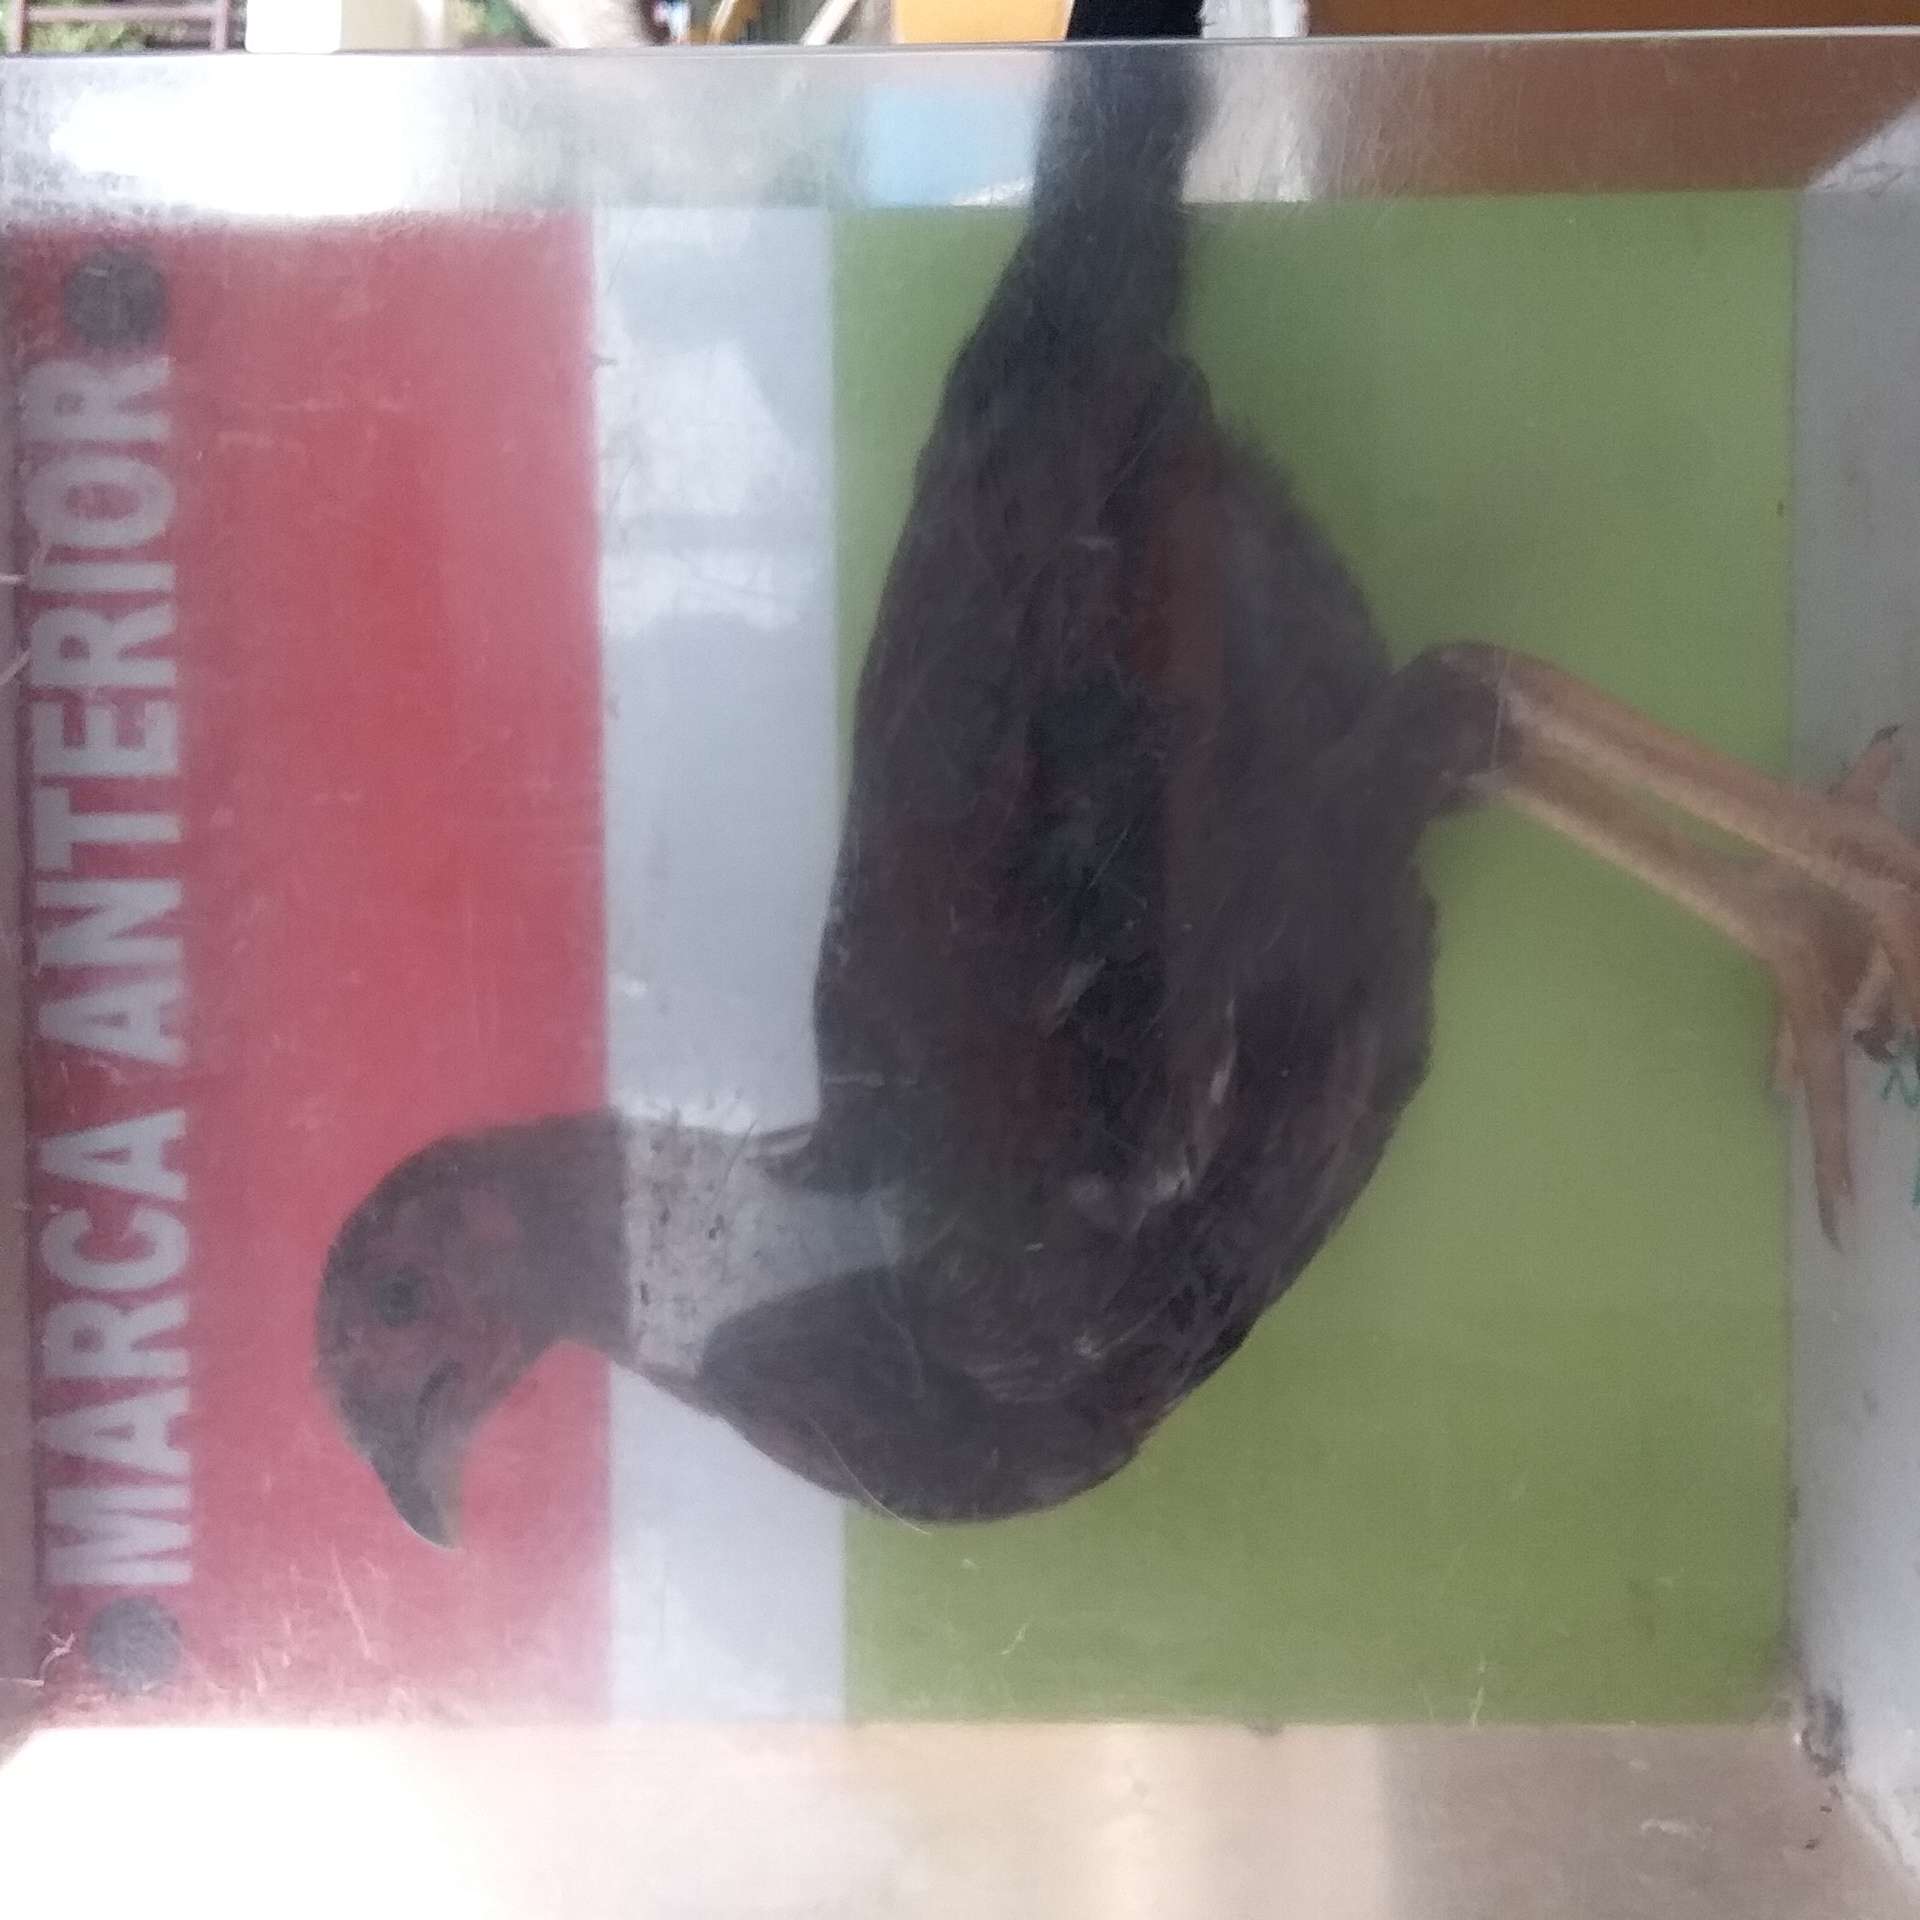 • MARCA ANTERIOR •